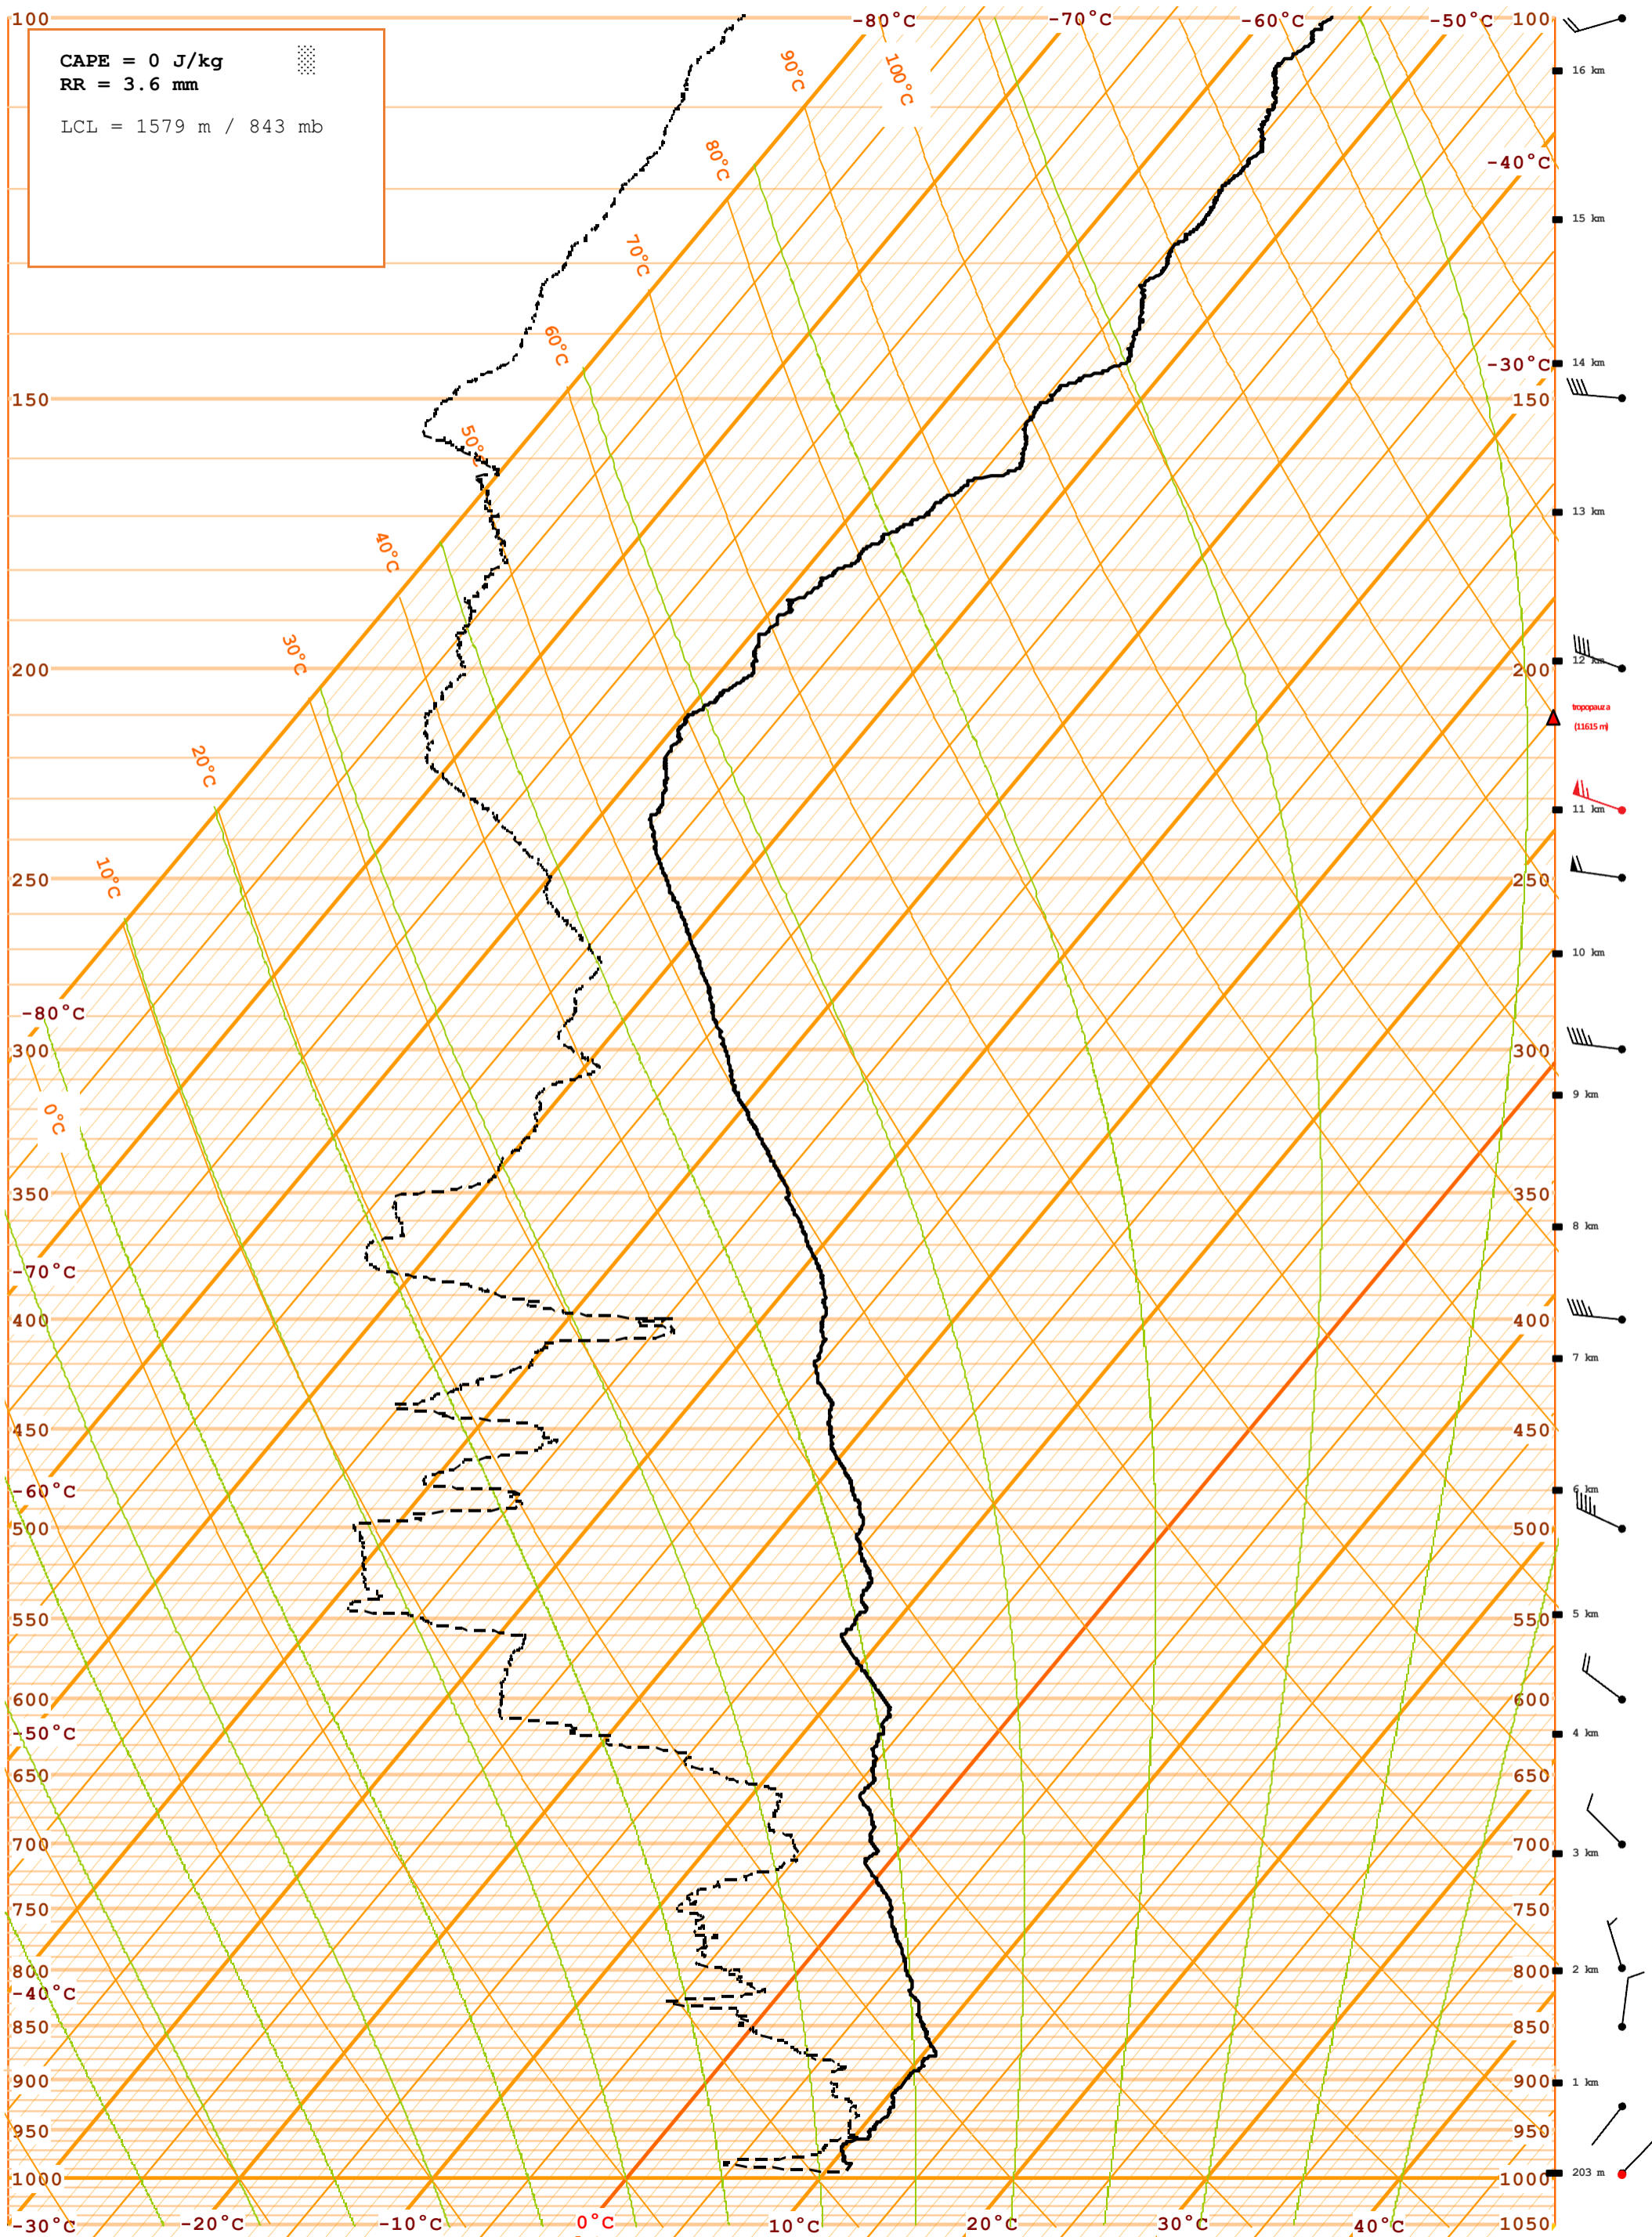 100
-80°C
-70°C
-60°C
-50°C
100
CAPE = 0 J/kg
RR = 3.6 mm
LCL = 1579 m / 843 mb
90°C
100°C
16 km
80°C
-40°C
15 km
70°C
60°C
14 km
-30°C
150
150
50°C
13 km
40°C
30°C
12 km
200
200
tropopauza
(11615 m)
20°C
11 km
10°C
250
250
10 km
-80°C
300
300
9 km
0°C
350
350
8 km
-70°C
400
400
7 km
450
450
-60°C
6 km
500
500
550
550
5 km
600
600
-50°C
4 km
650
650
700
700
3 km
750
750
800
800
2 km
-40°C
850
850
900
900
1 km
950
950
1000
1000
203 m
-30°C
-20°C
-10°C
0°C
10°C
20°C
30°C
40°C
1050